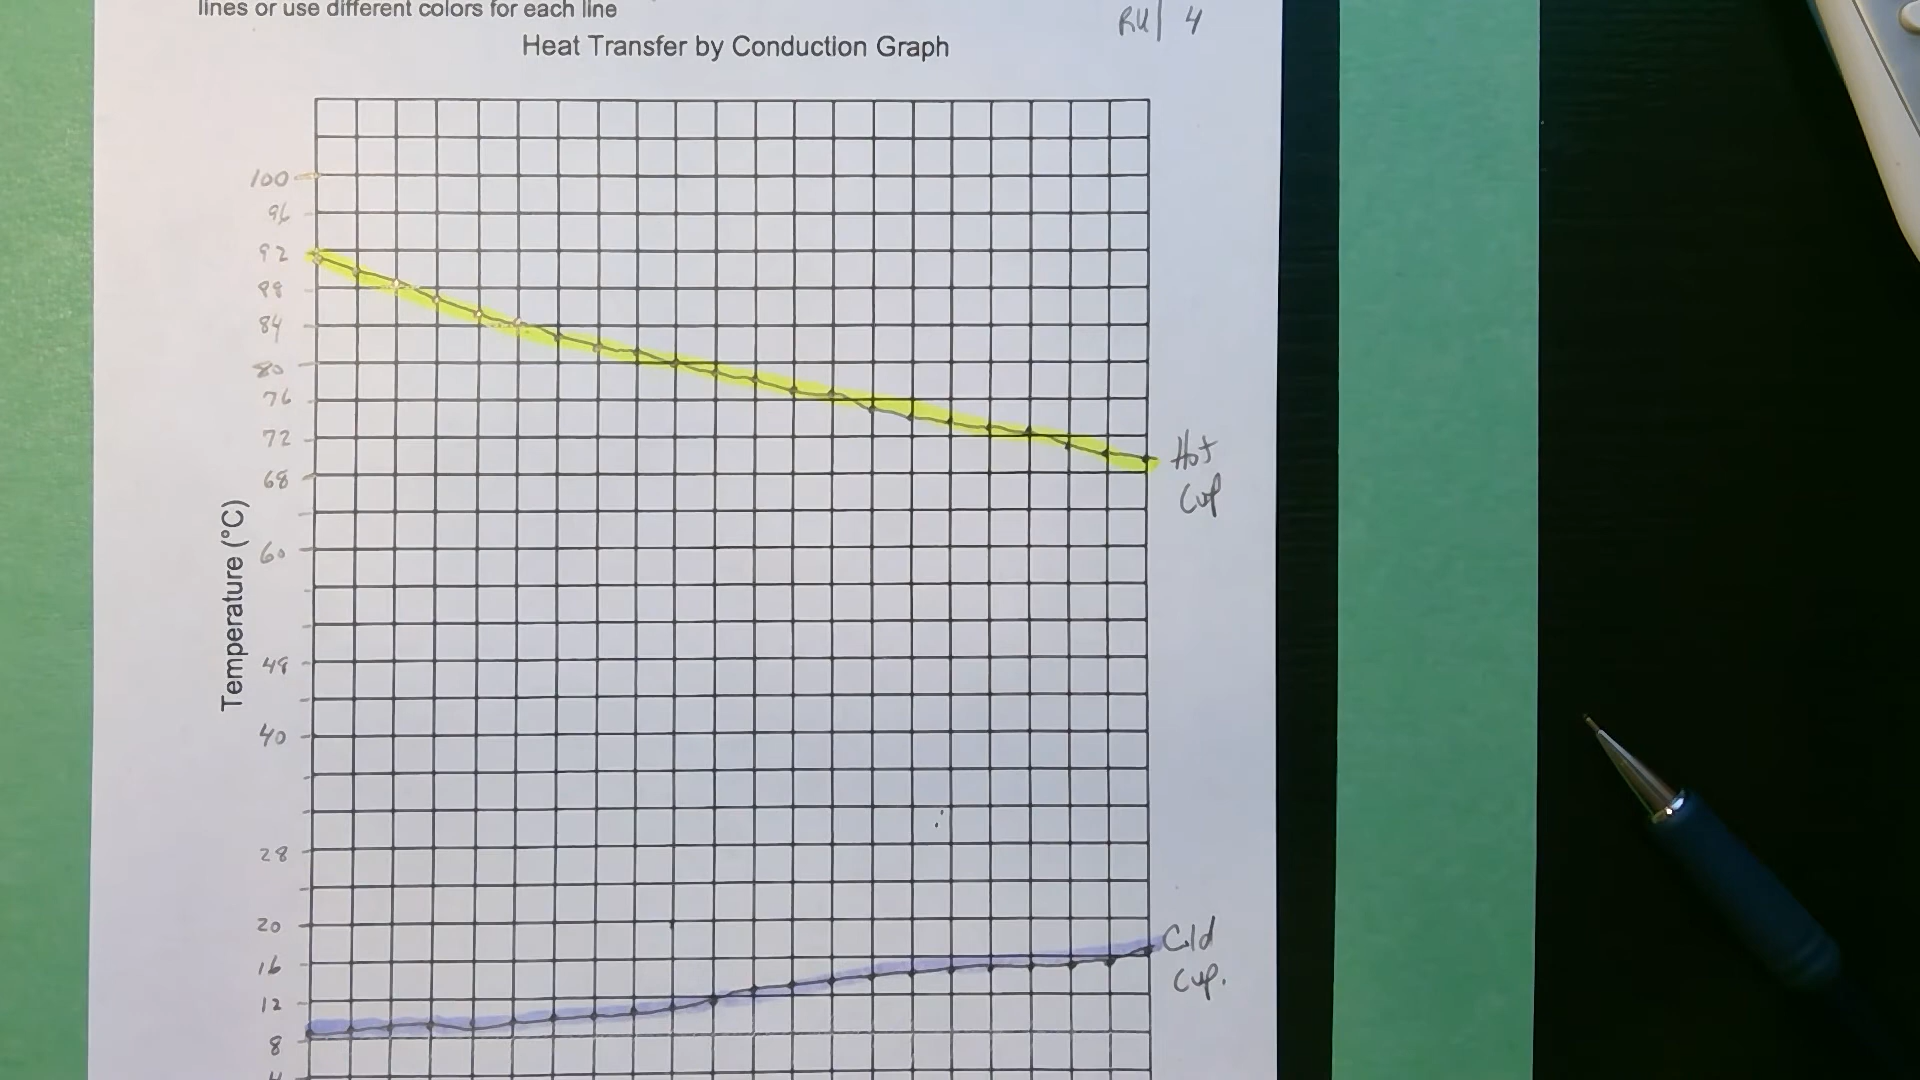 lines or use different colors for each line
RU| 4
Heat Transfer by Conduction Graph
100
96
92
88
84
80
76
72
68
60
48
40
28
20
16
12
8
4
Temperature (°C)
Hot
Cup
Cold
Cup.